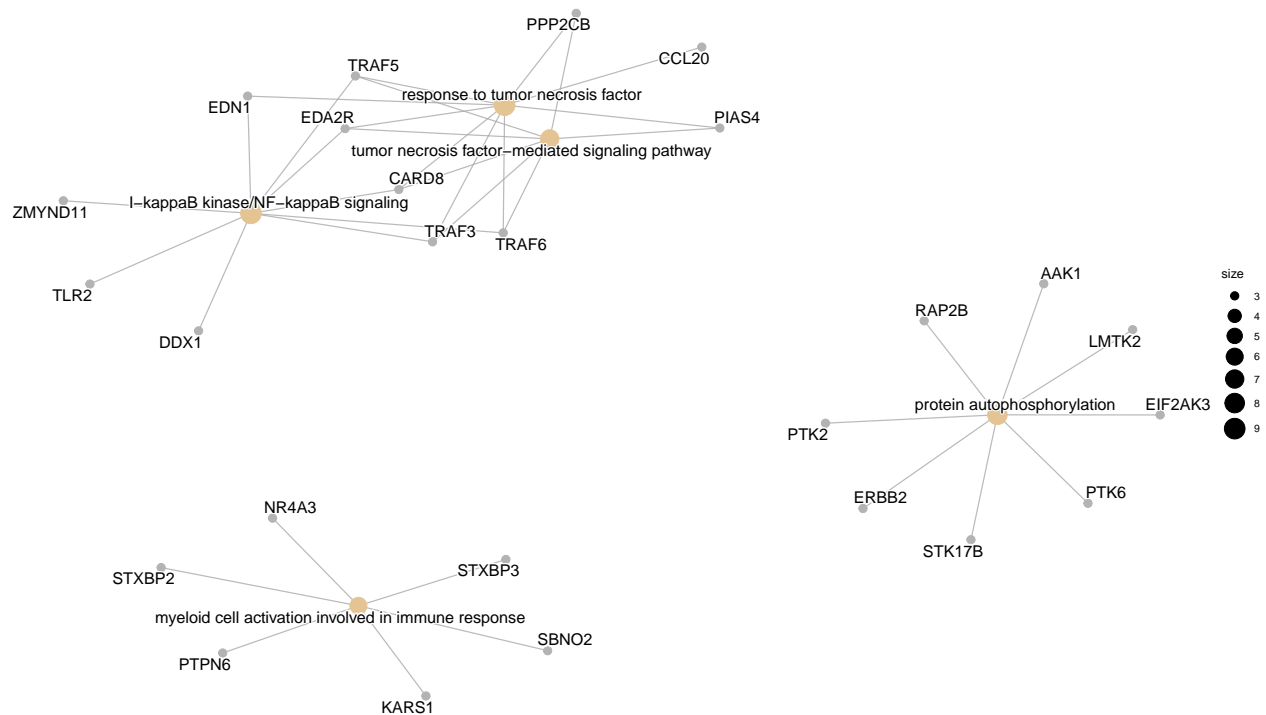 PPP2CB
CCL20
TRAF5
response to tumor necrosis factor
EDN1
EDA2R
PIAS4
tumor necrosis factor−mediated signaling pathway
CARD8
I−kappaB kinase/NF−kappaB signaling
ZMYND11
TRAF3
TRAF6
TLR2
DDX1
AAK1
RAP2B
LMTK2
protein autophosphorylation
EIF2AK3
PTK2
ERBB2
PTK6
STK17B
size
3
4
5
6
7
8
9
NR4A3
STXBP2
STXBP3
myeloid cell activation involved in immune response
SBNO2
PTPN6
KARS1